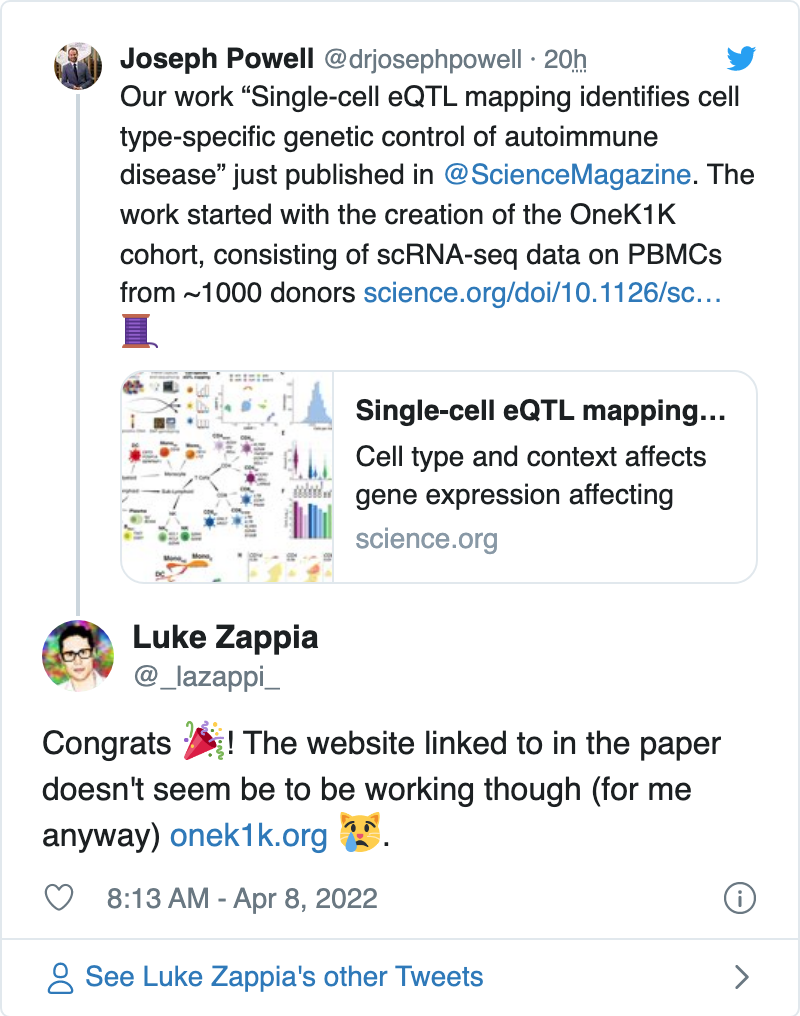 Joseph Powell @drjosephpowell · 20h
Our work “Single-cell eQTL mapping identifies cell
type-specific genetic control of autoimmune
disease” just published in @ScienceMagazine. The
work started with the creation of the OneK1K
cohort, consisting of scRNA-seq data on PBMCs
from ~1000 donors science.org/doi/10.1126/sc…
Single-cell eQTL mapping…
Cell type and context affects
gene expression affecting
science.org
Luke Zappia
@_lazappi_
Congrats 🎉! The website linked to in the paper
doesn't seem be to be working though (for me
anyway) onek1k.org 😿.
8:13 AM - Apr 8, 2022
See Luke Zappia's other Tweets